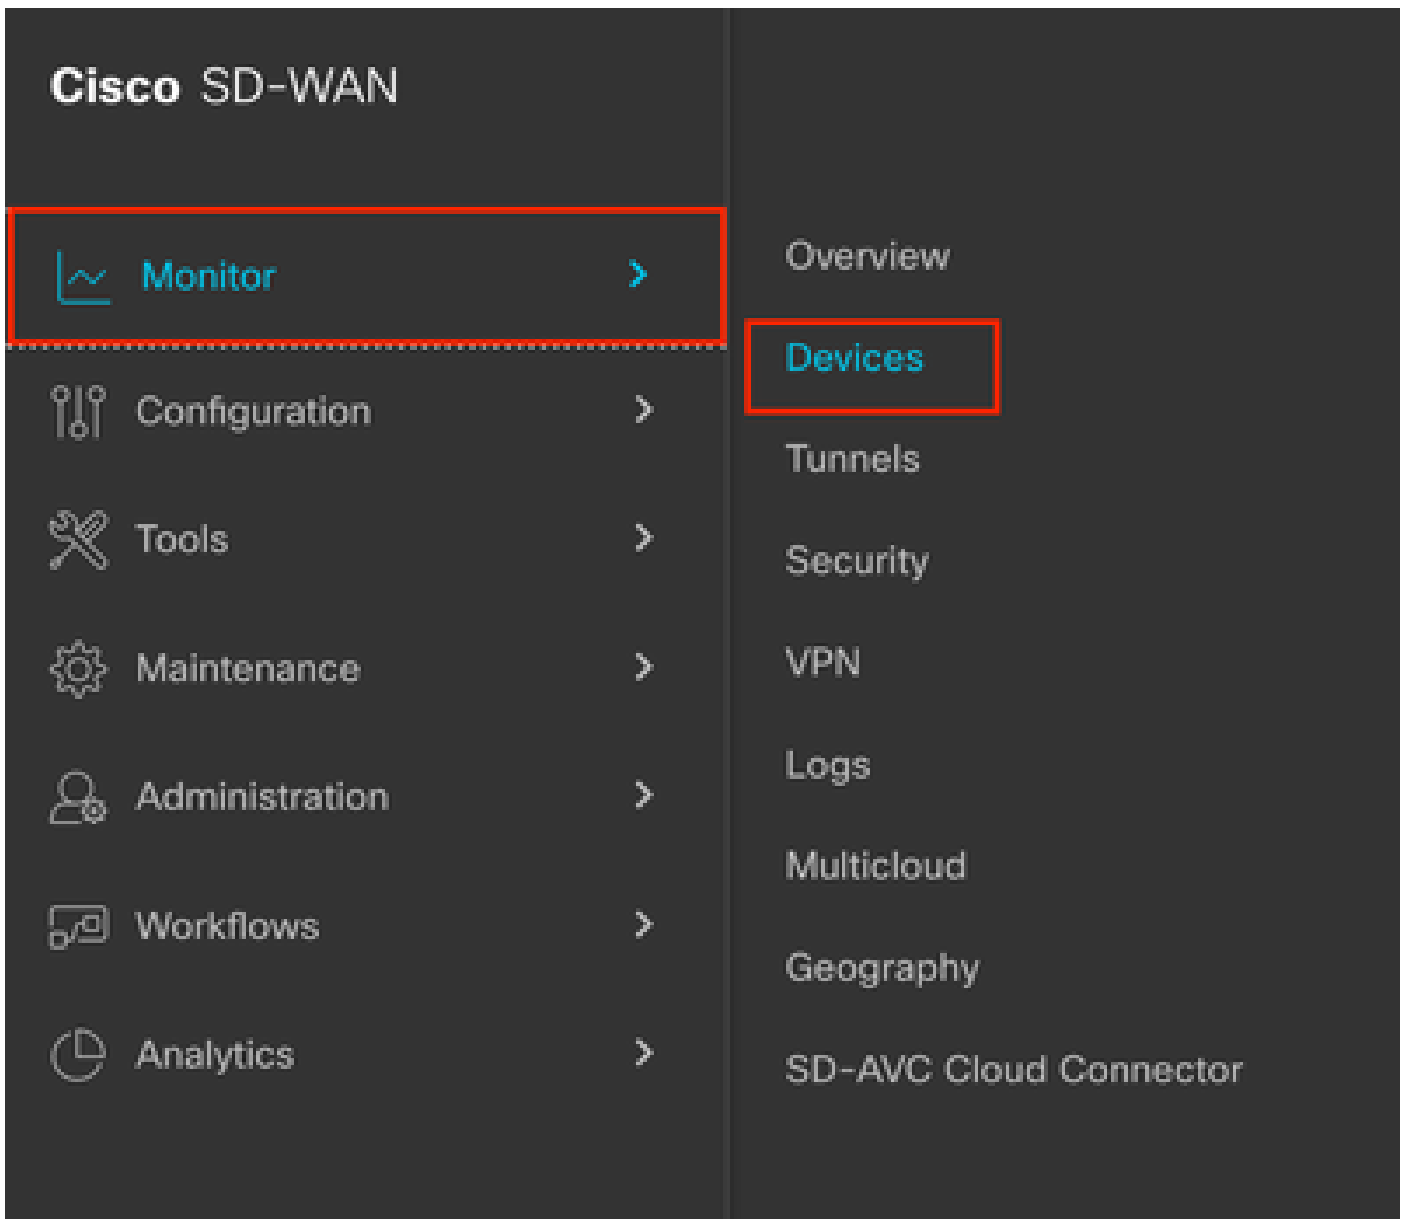 Cisco SD-WAN
Monitor
Configuration
Tools
Maintenance
Administration
Workflows
Analytics
Overview
Devices
Tunnels
Security
VPN
Logs
Multicloud
Geography
SD-AVC Cloud Connector